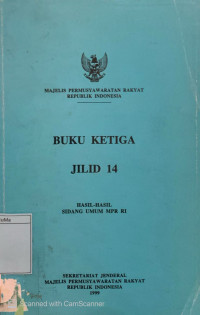 MAJELIS PERMUSYAWARATAN RAKYAT
REPUBLIK INDONESIA
BUKU KETIGA
JILID 14
HASIL-HASIL
SIDANG UMUM MPR RI
SEKRETARIAT JENDERAL
MAJELIS PERMUSYAWARATAN RAKYAT
REPUBLIK INDONESIA
1999
canned with CamScanner